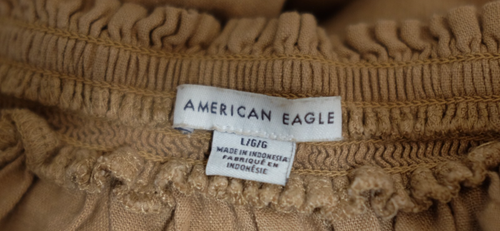 AMERICAN EAGLE
L/G/G
MADE IN INDONESIA
FABRIQUÉ EN
INDONÉSIE